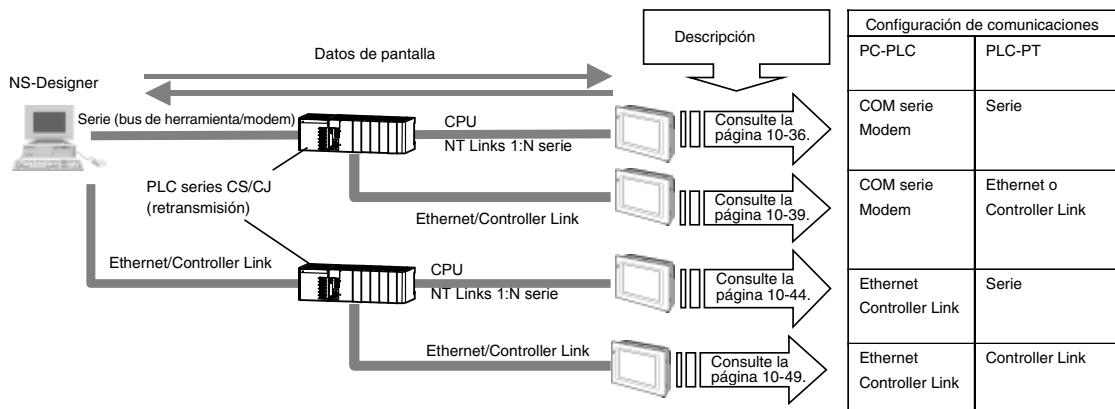 Datos de pantalla
NS-Designer
Serie (bus de herramienta/modem)
CPU
NT Links 1:N serie
PLC series CS/CJ
(retransmisión)
Ethernet/Controller Link
Ethernet/Controller Link
CPU
NT Links 1:N serie
Ethernet/Controller Link
Descripción
Consulte la
página 10-36.
Consulte la
página 10-39.
Consulte la
página 10-44.
Consulte la
página 10-49.
Configuración de comunicaciones
PC-PLC PLC-PT
COM serie Serie
Modem
COM serie Ethernet o
Modem Controller Link
Ethernet Serie
Controller Link
Ethernet Controller Link
Controller Link